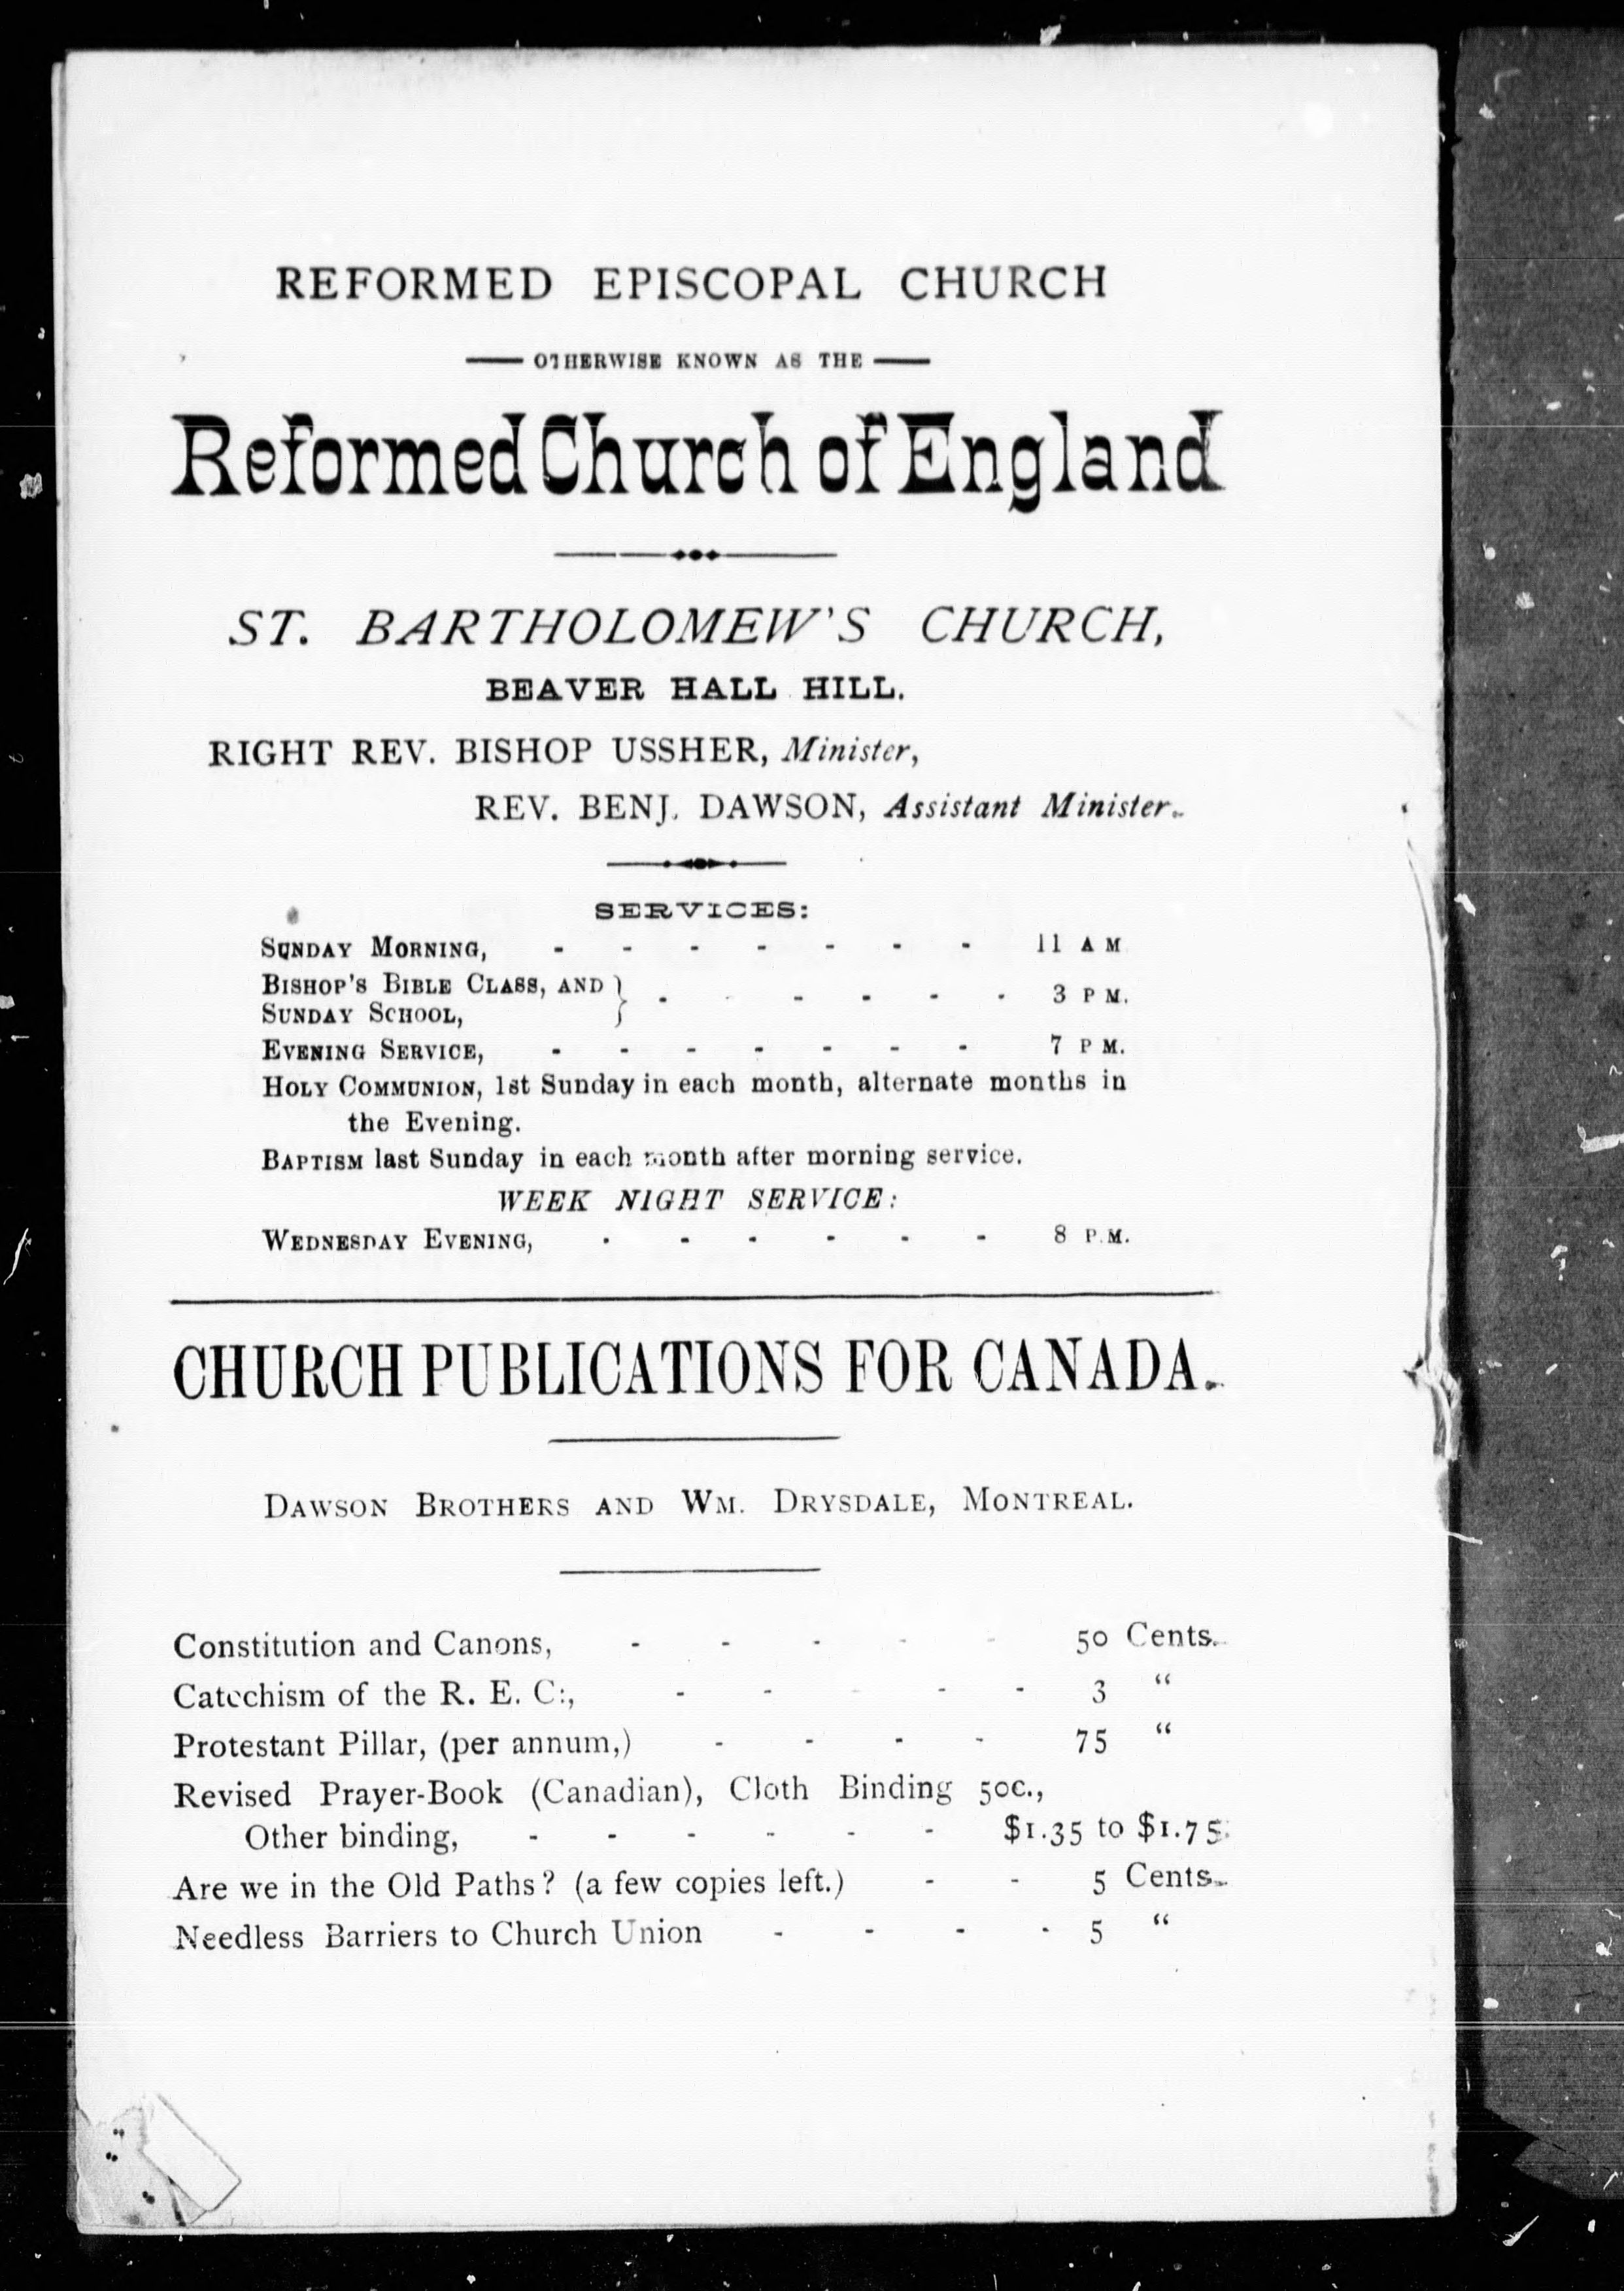 REFORMED EPISCOPAL CHURCH
OTHERWISE KNOWN AS THE
Reformed Church of England
ST. BARTHOLOMEW'S CHURCH,
BEAVER HALL HILL.
RIGHT REV. BISHOP USSHER, Minister,
REV. BENJ. DAWSON, Assistant Minister.
SERVICES:
SUNDAY MORNING, - - - - - - - 11 A M
BISHOP'S BIBLE CLASS, AND }
SUNDAY SCHOOL, - - - - - - 3 P M.
EVENING SERVICE, - - - - - - - 7 P M.
HOLY COMMUNION, 1st Sunday in each month, alternate months in
the Evening.
BAPTISM last Sunday in each month after morning service.
WEEK NIGHT SERVICE:
WEDNESDAY EVENING, - - - - - - 8 P.M.
CHURCH PUBLICATIONS FOR CANADA.
DAWSON BROTHERS AND WM. DRYSDALE, MONTREAL.
Constitution and Canons, - - - - - 50 Cents.
Catechism of the R. E. C:, - - - - - 3 "
Protestant Pillar, (per annum,) - - - - 75 "
Revised Prayer-Book (Canadian), Cloth Binding 50c.,
Other binding, - - - - - - $1.35 to $1.75.
Are we in the Old Paths? (a few copies left.) - - 5 Cents.
Needless Barriers to Church Union - - - - 5 "